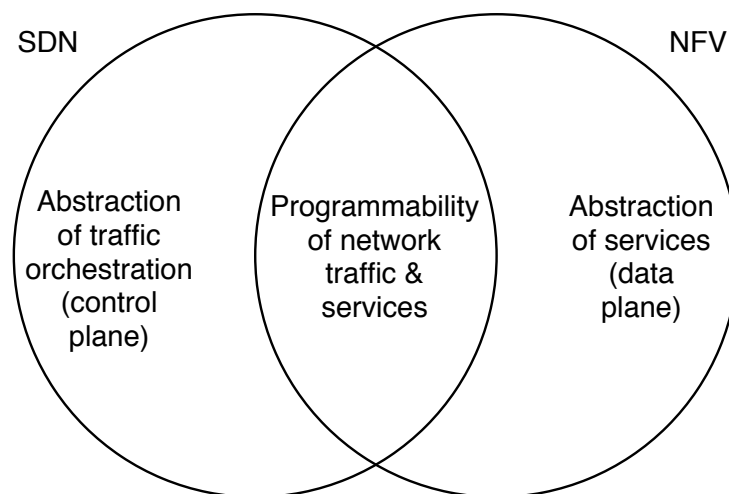 SDN
NFV
Abstraction
of traffic
orchestration
(control
plane)
Programmability
of network
traffic &
services
Abstraction
of services
(data
plane)